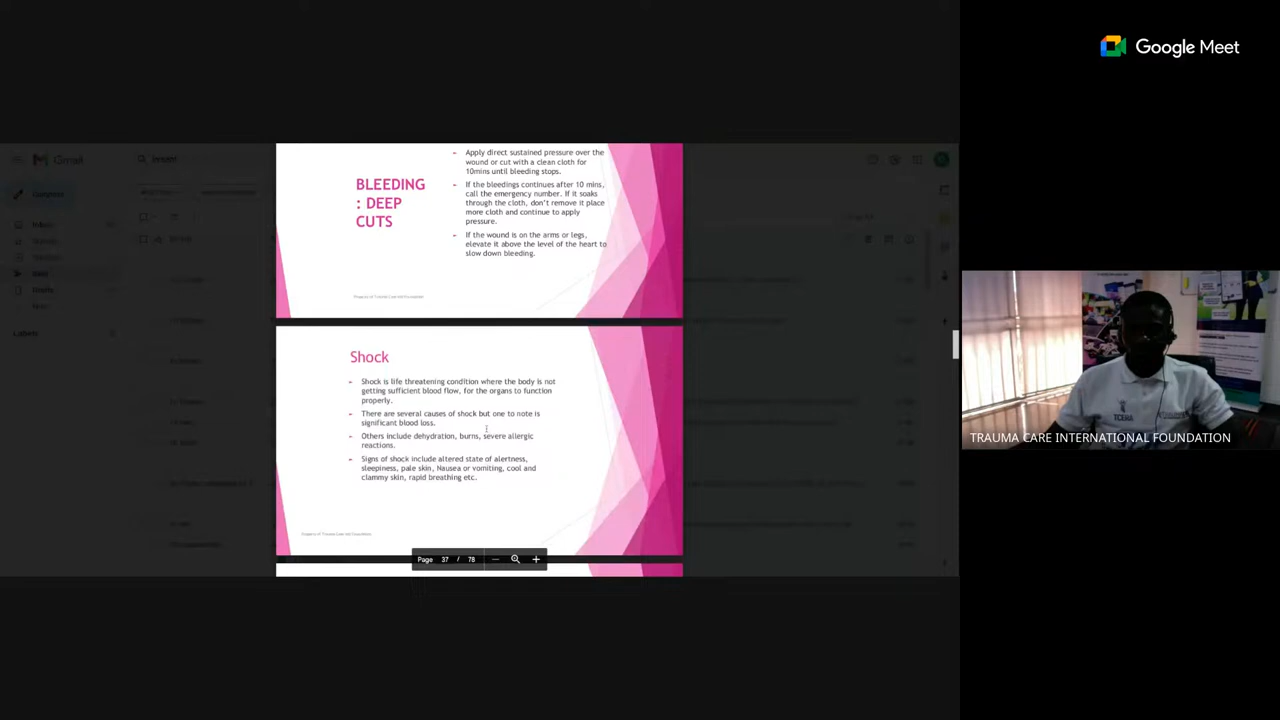 Google Meet
Gmail
Apply direct sustained pressure over the
wound or cut with a clean cloth for
10mins until bleeding stops.
BLEEDING
: DEEP
CUTS
If the bleedings continues after 10 mins,
call the emergency number. If it soaks
through the cloth, don't remove it place
more cloth and continue to apply
pressure.
If the wound is on the arms or legs,
elevate it above the level of the heart to
slow down bleeding.
Shock
Shock is life threatening condition where the body is not
getting sufficient blood flow, for the organs to function
properly.
There are several causes of shock but one to note is
significant blood loss.
Others include dehydration, burns, severe allergic
reactions.
Signs of shock include altered state of alertness,
sleepiness, pale skin, Nausea or vomiting, cool and
clammy skin, rapid breathing etc.
Page 37 / 78
Labels
TCERA
TRAUMA CARE INTERNATIONAL FOUNDATION